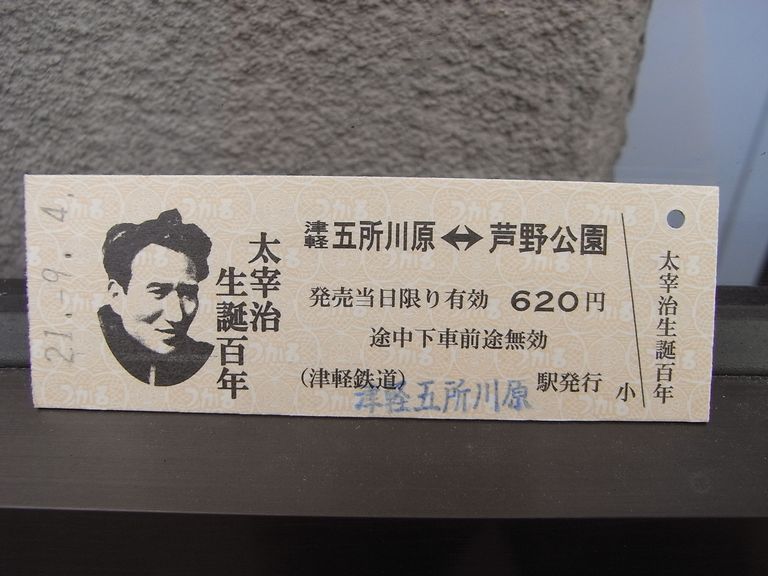 21.-9.-4.
太宰治
生誕百年
津軽五所川原↔芦野公園
発売当日限り有効 620円
途中下車前途無効
(津軽鉄道) 津軽五所川原 駅発行
小
太宰治生誕百年
つがる